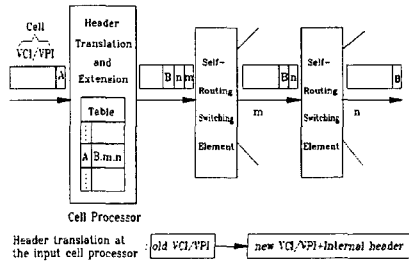 Cell
VCI/VPI
A
Header
Translation
and
Extension
Table
A B.m.n
Cell Processor
B n m
Self-
Routing
Switching
Element
m
B n
Self-
Routing
Switching
Element
n
B
Header translation at
the input cell processor
: old VCI/VPI
new VCI/VPI+Internal header